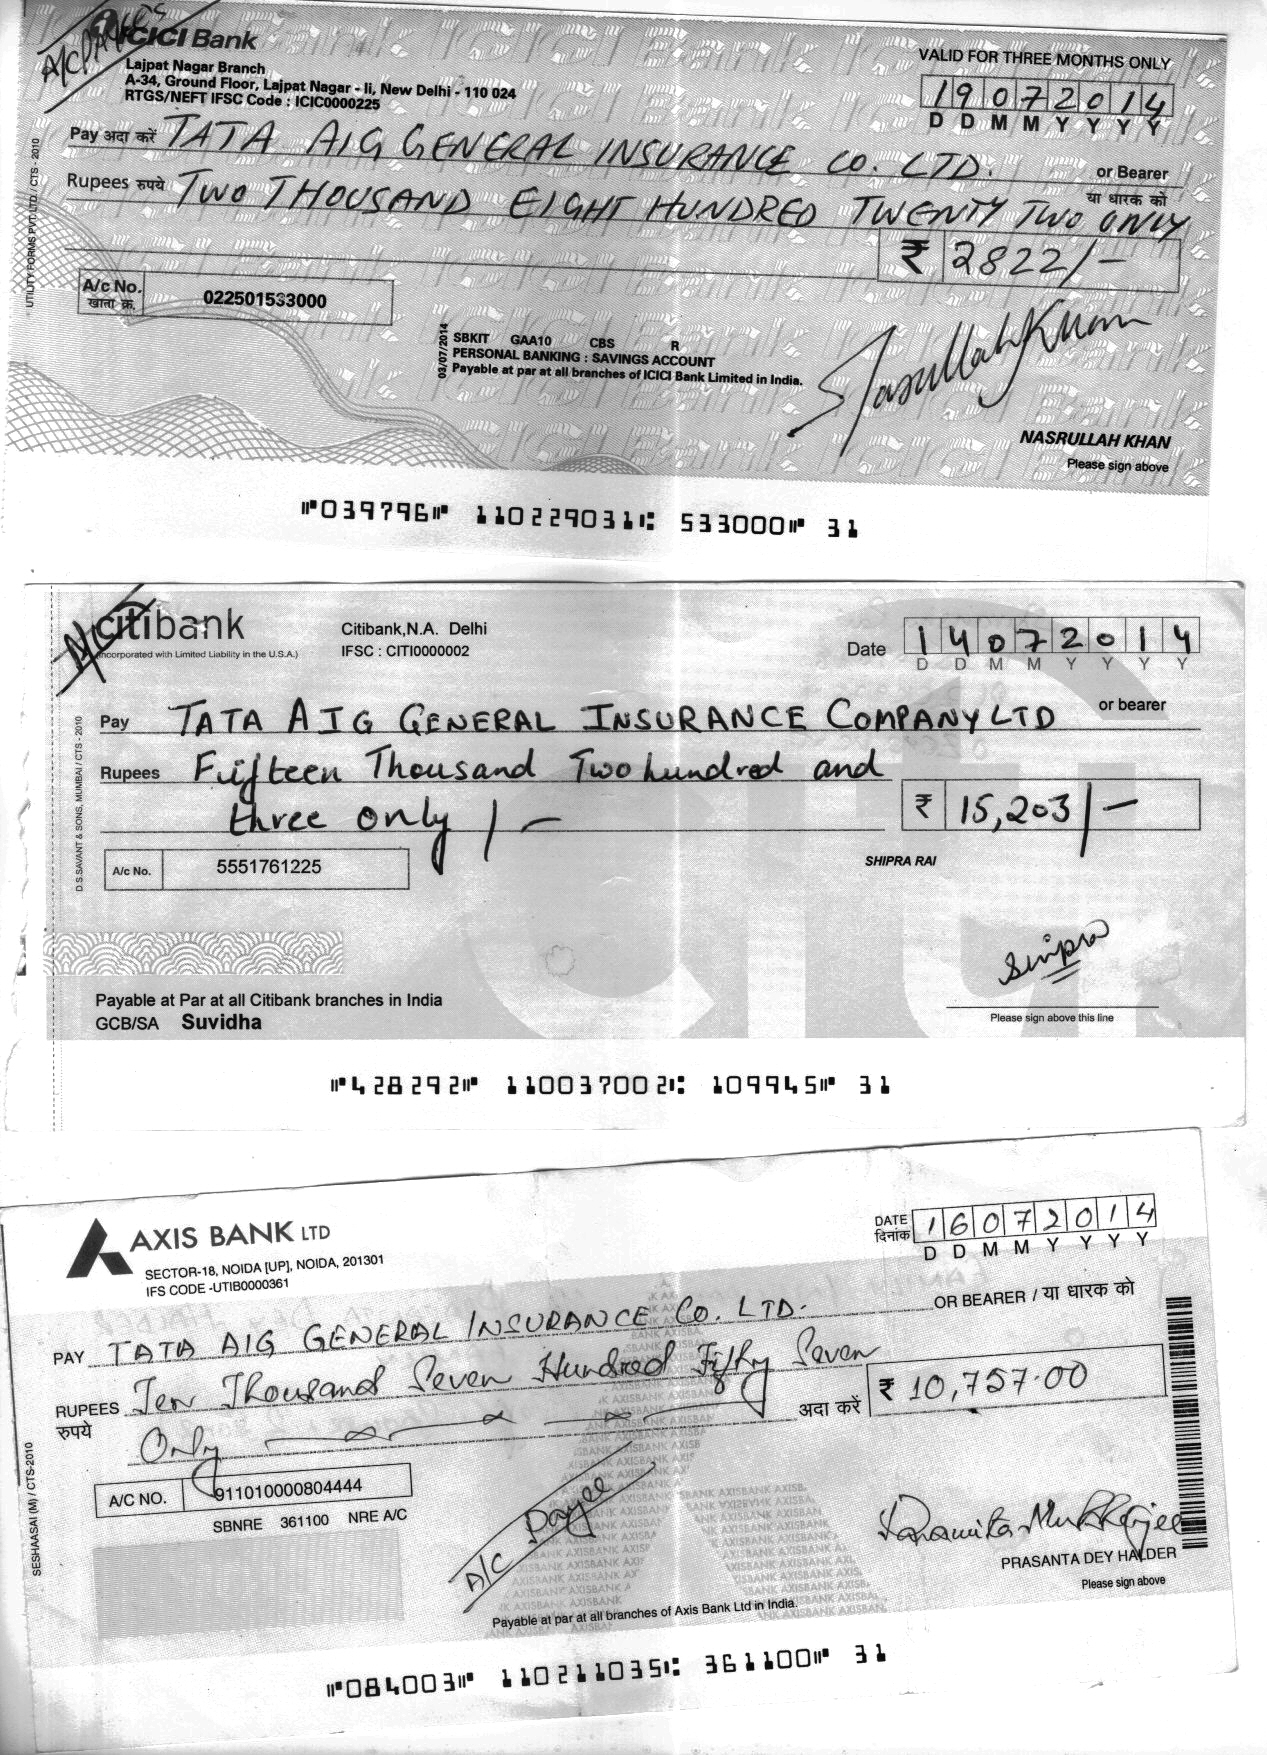 A/C PAYEES
ICICI Bank
Lajpat Nagar Branch
A-34, Ground Floor, Lajpat Nagar - Ii, New Delhi - 110 024
RTGS/NEFT IFSC Code : ICIC0000225
VALID FOR THREE MONTHS ONLY
19072014
D D M M Y Y Y Y
Pay अदा करें TATA AIG GENERAL INSURANCE CO. LTD. or Bearer
या धारक को
Rupees रुपये TWO THOUSAND EIGHT HUNDRED TWENTY TWO ONLY
₹ 2822/-
A/c No.
खाता क्र. 022501533000
UTILITY FORMS PVT. LTD / CTS - 2010
03/07/2014
SBKIT GAA10 CBS R
PERSONAL BANKING : SAVINGS ACCOUNT
Payable at par at all branches of ICICI Bank Limited in India.
Nasrullah Khan
NASRULLAH KHAN
Please sign above
⑈039796⑈ 110229031⑆ 533000⑈ 31
A/C
citibank
(Incorporated with Limited Liability in the U.S.A.)
Citibank,N.A. Delhi
IFSC : CITI0000002
Date 14072014
D D M M Y Y Y Y
Pay TATA AIG GENERAL INSURANCE COMPANY LTD or bearer
Rupees Fifteen Thousand Two hundred and
three only /-
₹ 15,203/-
A/c No. 5551761225
D.S.SAVANT & SONS, MUMBAI / CTS - 2010
SHIPRA RAI
Shipra
Payable at Par at all Citibank branches in India
GCB/SA Suvidha
Please sign above this line
⑈428292⑈ 110037002⑆ 109945⑈ 31
AXIS BANK LTD
SECTOR-18, NOIDA [UP], NOIDA, 201301
IFS CODE -UTIB0000361
DATE
दिनांक 16072014
D D M M Y Y Y Y
PAY TATA AIG GENERAL INSURANCE CO. LTD. OR BEARER / या धारक को
RUPEES
रुपये Ten Thousand Seven Hundred Fifty Seven
Only
अदा करें ₹ 10,757.00
A/C NO. 911010000804444
SBNRE 361100 NRE A/C
SESHAASAI (M) / CTS-2010
A/C Payee
Paramita Mukherjee
PRASANTA DEY HALDER
Please sign above
Payable at par at all branches of Axis Bank Ltd in India.
⑈084003⑈ 110211035⑆ 361100⑈ 31